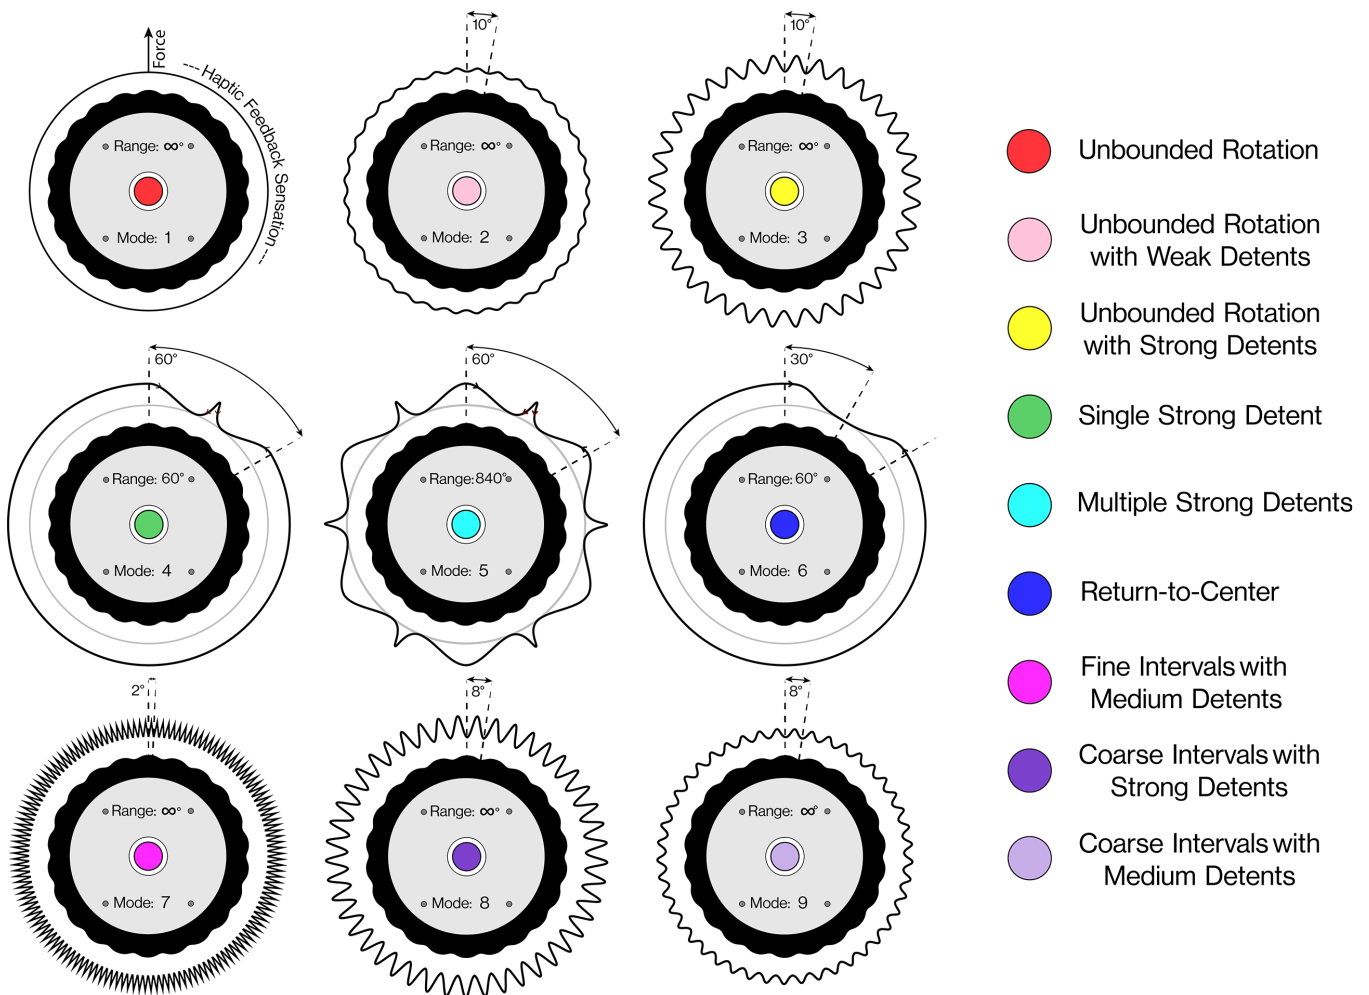 Force
--- Haptic Feedback Sensation ---
Range: ∞°
Mode: 1
10°
Range: ∞°
Mode: 2
10°
Range: ∞°
Mode: 3
60°
Range: 60°
Mode: 4
60°
Range:840°
Mode: 5
30°
Range: 60°
Mode: 6
2°
Range: ∞°
Mode: 7
8°
Range: ∞°
Mode: 8
8°
Range: ∞°
Mode: 9
Unbounded Rotation
Unbounded Rotation
with Weak Detents
Unbounded Rotation
with Strong Detents
Single Strong Detent
Multiple Strong Detents
Return-to-Center
Fine Intervals with
Medium Detents
Coarse Intervals with
Strong Detents
Coarse Intervals with
Medium Detents